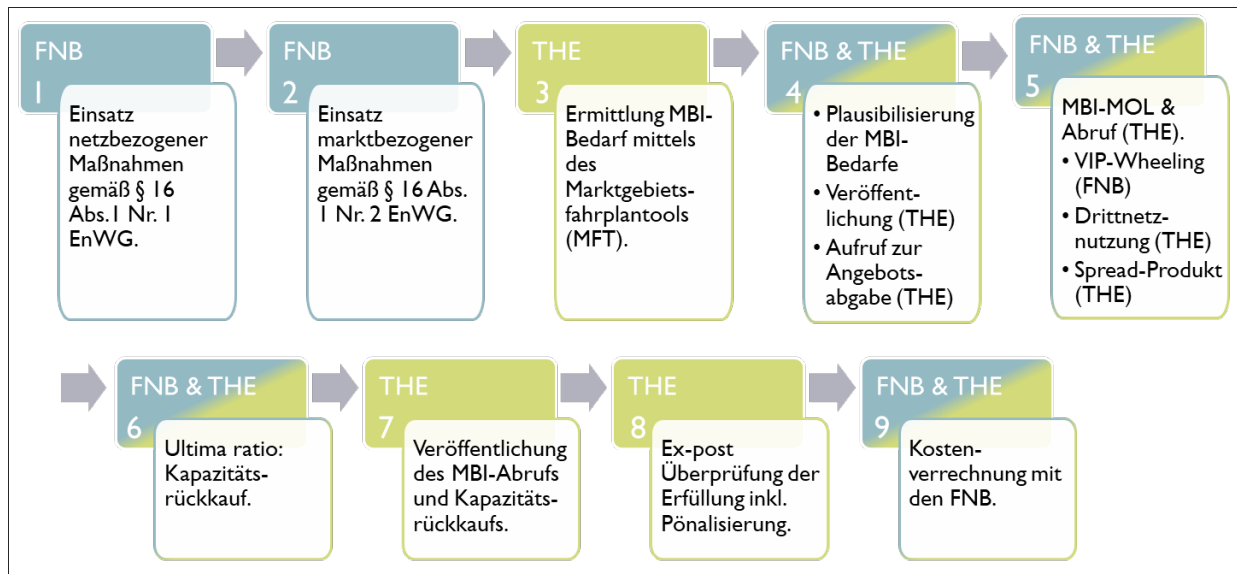 FNB
1
Einsatz
netzbezogener
Maßnahmen
gemäß § 16
Abs.1 Nr. 1
EnWG.
FNB
2
Einsatz
marktbezogener
Maßnahmen
gemäß § 16 Abs.
1 Nr. 2 EnWG.
THE
3
Ermittlung MBI-
Bedarf mittels
des
Marktgebiets-
fahrplantools
(MFT).
FNB & THE
4
• Plausibilisierung
der MBI-
Bedarfe
• Veröffent-
lichung (THE)
• Aufruf zur
Angebots-
abgabe (THE)
FNB & THE
5
MBI-MOL &
Abruf (THE).
• VIP-Wheeling
(FNB)
• Drittnetz-
nutzung (THE)
• Spread-Produkt
(THE)
FNB & THE
6
Ultima ratio:
Kapazitäts-
rückkauf.
THE
7
Veröffentlichung
des MBI-Abrufs
und Kapazitäts-
rückkaufs.
THE
8
Ex-post
Überprüfung der
Erfüllung inkl.
Pönalisierung.
FNB & THE
9
Kosten-
verrechnung mit
den FNB.